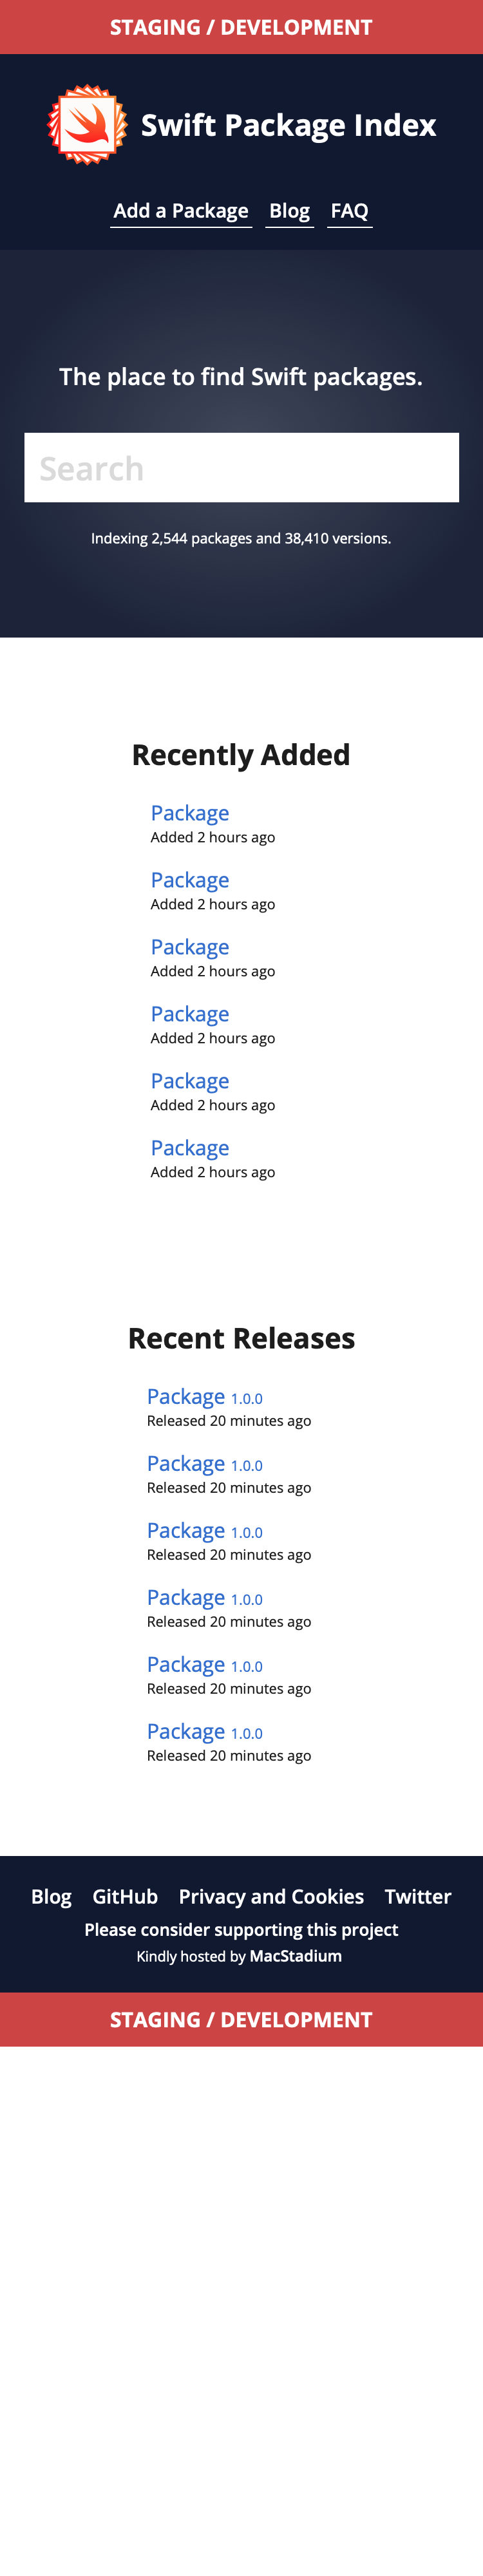 STAGING / DEVELOPMENT
Swift Package Index
Add a Package Blog FAQ
The place to find Swift packages.
Search
Indexing 2,544 packages and 38,410 versions.
Recently Added
Package
Added 2 hours ago
Package
Added 2 hours ago
Package
Added 2 hours ago
Package
Added 2 hours ago
Package
Added 2 hours ago
Package
Added 2 hours ago
Recent Releases
Package 1.0.0
Released 20 minutes ago
Package 1.0.0
Released 20 minutes ago
Package 1.0.0
Released 20 minutes ago
Package 1.0.0
Released 20 minutes ago
Package 1.0.0
Released 20 minutes ago
Package 1.0.0
Released 20 minutes ago
Blog GitHub Privacy and Cookies Twitter
Please consider supporting this project
Kindly hosted by MacStadium
STAGING / DEVELOPMENT